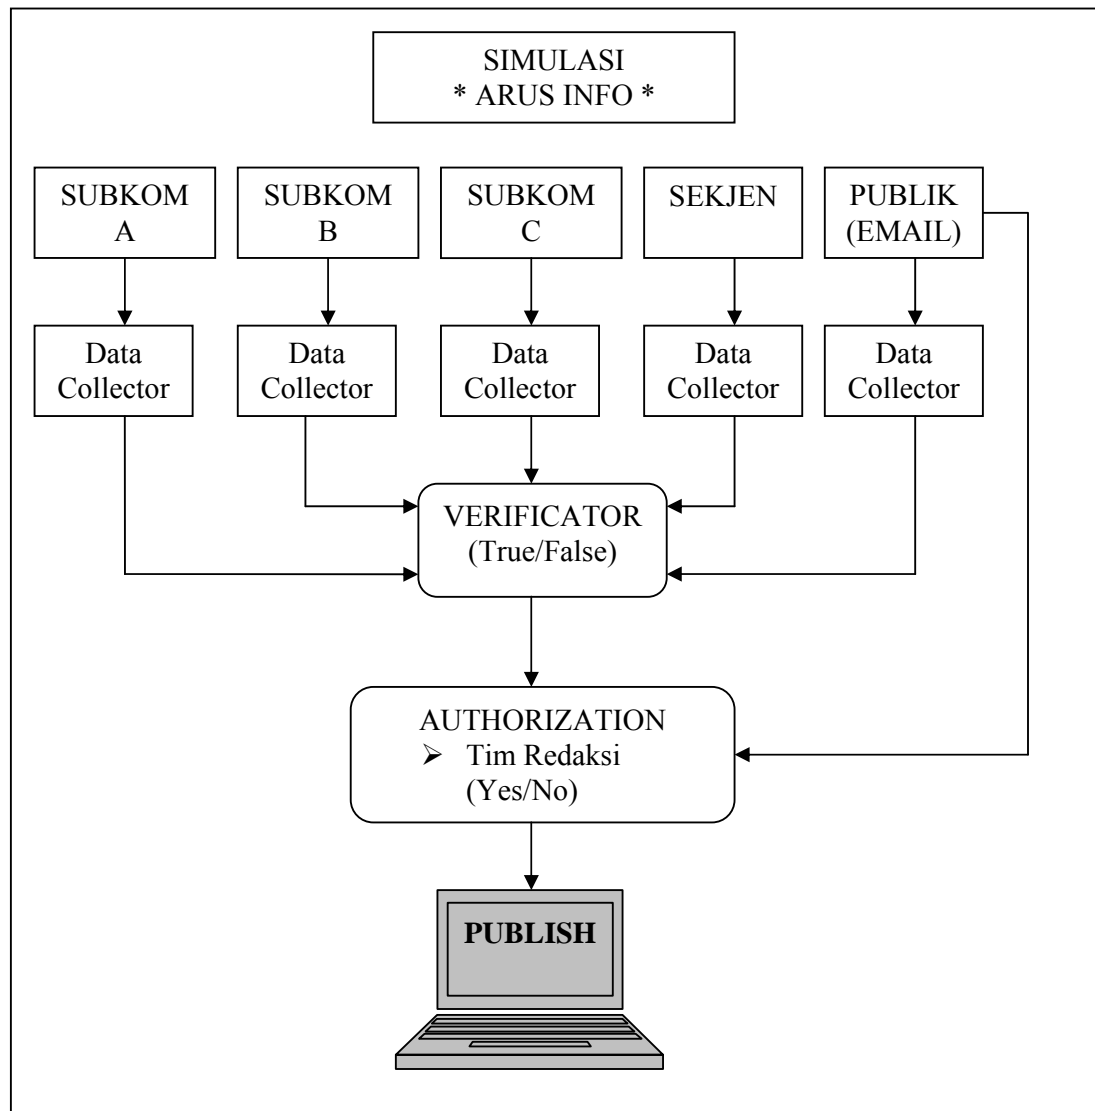 SIMULASI
* ARUS INFO *
SUBKOM
A
SUBKOM
B
SUBKOM
C
SEKJEN
PUBLIK
(EMAIL)
Data
Collector
Data
Collector
Data
Collector
Data
Collector
Data
Collector
VERIFICATOR
(True/False)
AUTHORIZATION
➢ Tim Redaksi
(Yes/No)
PUBLISH